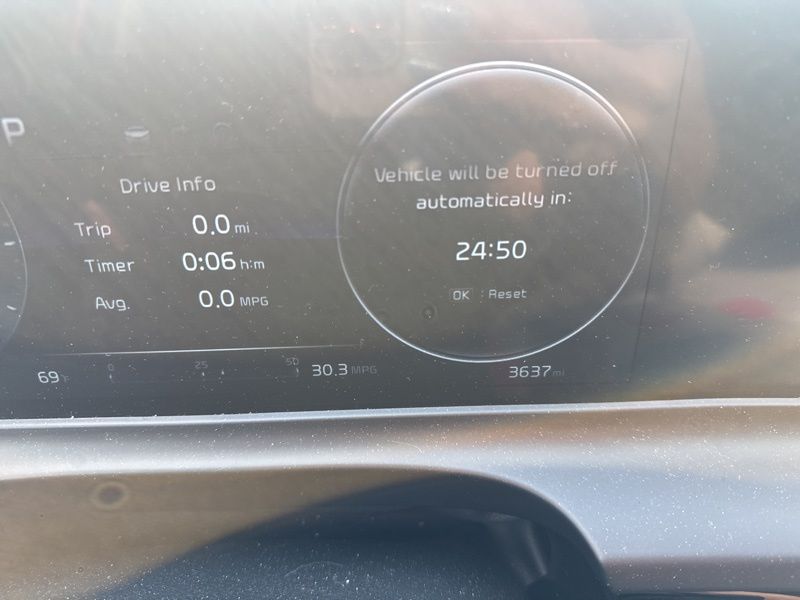 P
Drive Info
Trip 0.0 mi
Timer 0:06 h:m
Avg. 0.0 MPG
Vehicle will be turned off
automatically in:
24:50
OK : Reset
0 25 50
69°F 30.3 MPG 3637 mi